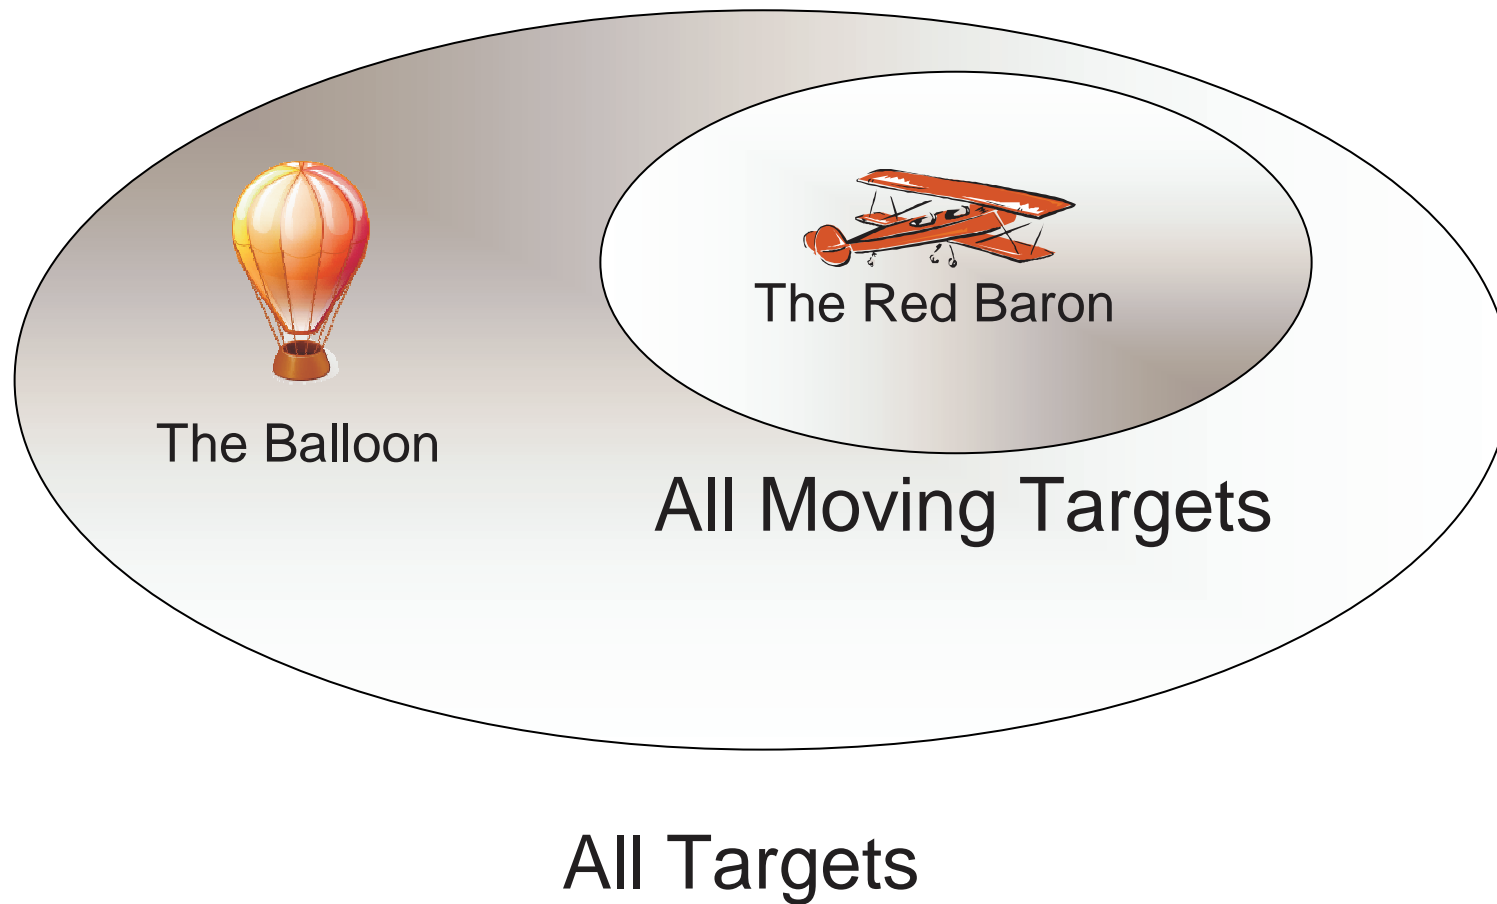 The Red Baron
The Balloon
All Moving Targets
All Targets